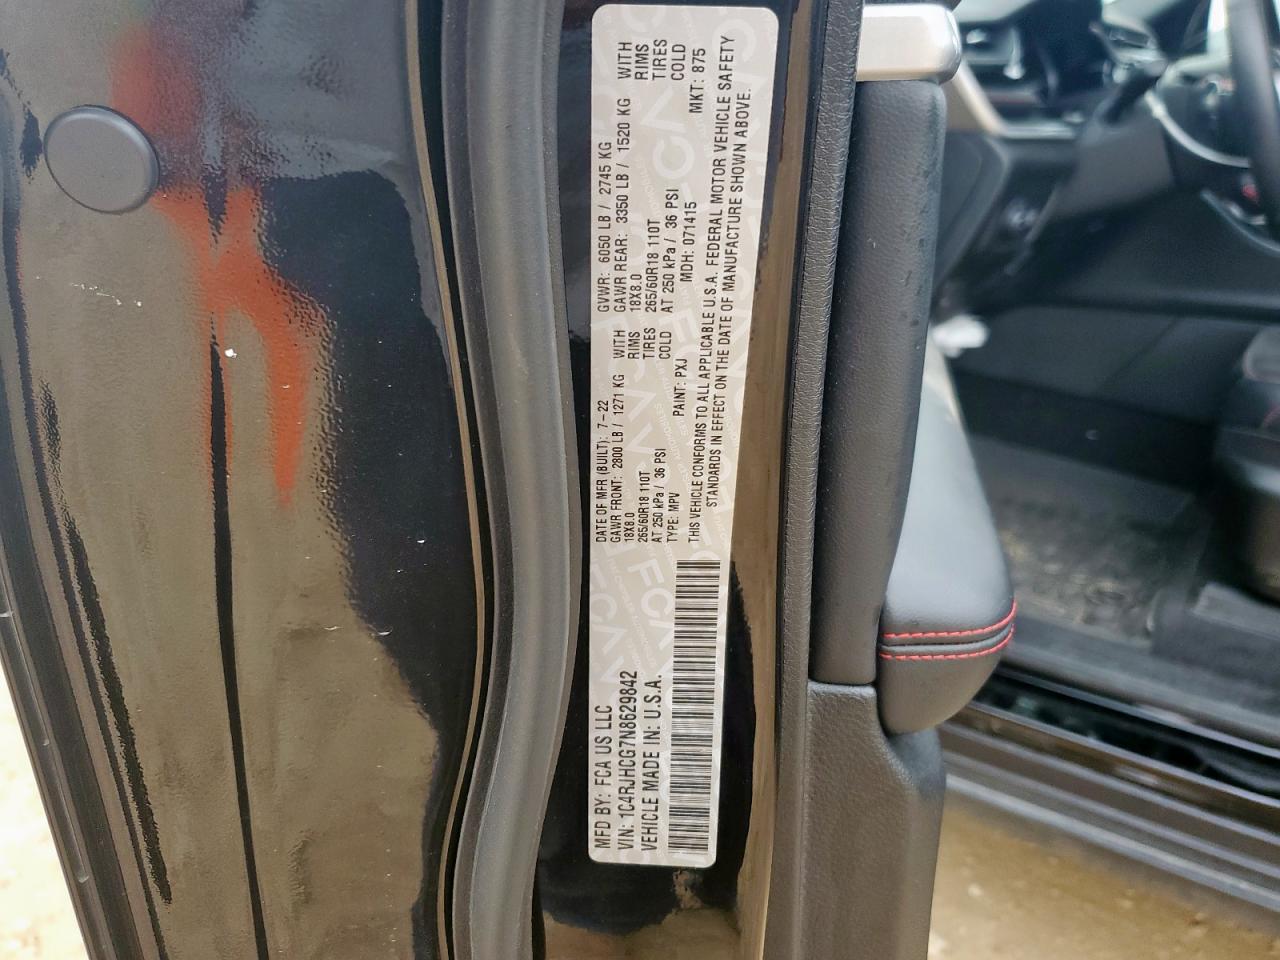 MFD BY: FCA US LLC
DATE OF MFR (BUILT): 7-22
GVWR: 6050 LB / 2745 KG
VIN: 1C4RJHCG7N8629842
GAWR FRONT: 2800 LB / 1271 KG WITH
GAWR REAR: 3350 LB / 1520 KG WITH
18X8.0 RIMS
18X8.0 RIMS
VEHICLE MADE IN: U.S.A.
265/60R18 110T TIRES
265/60R18 110T TIRES
AT 250 kPa / 36 PSI COLD
AT 250 kPa / 36 PSI COLD
TYPE: MPV PAINT: PXJ MDH: 071415 MKT: 875
THIS VEHICLE CONFORMS TO ALL APPLICABLE U.S.A. FEDERAL MOTOR VEHICLE SAFETY
STANDARDS IN EFFECT ON THE DATE OF MANUFACTURE SHOWN ABOVE.